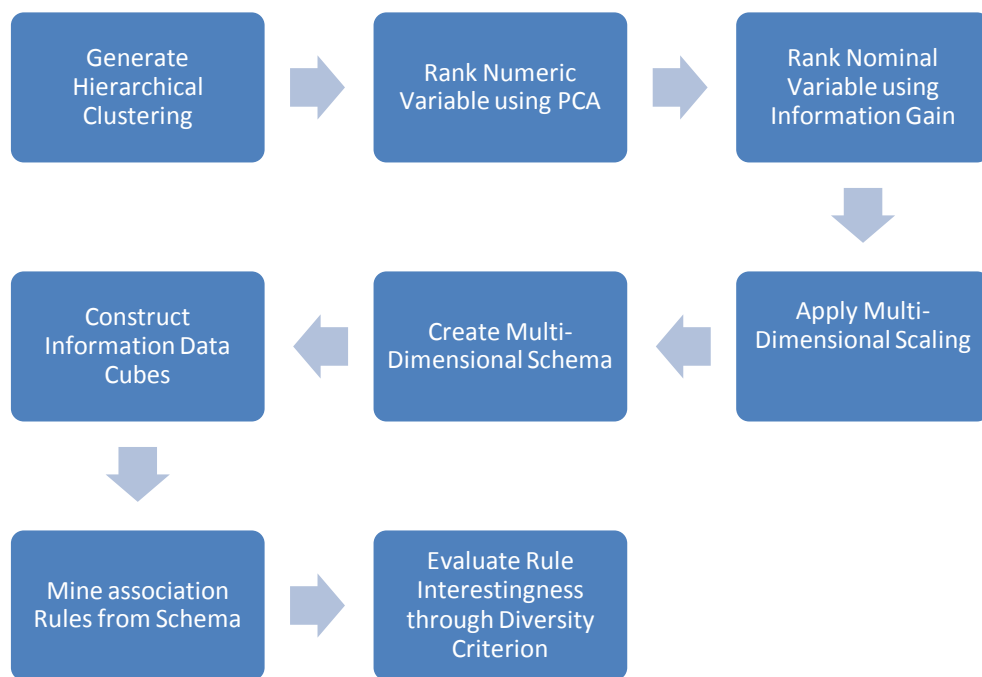 Generate
Hierarchical
Clustering
Rank Numeric
Variable using PCA
Rank Nominal
Variable using
Information Gain
Apply Multi-
Dimensional Scaling
Create Multi-
Dimensional Schema
Construct
Information Data
Cubes
Mine association
Rules from Schema
Evaluate Rule
Interestingness
through Diversity
Criterion